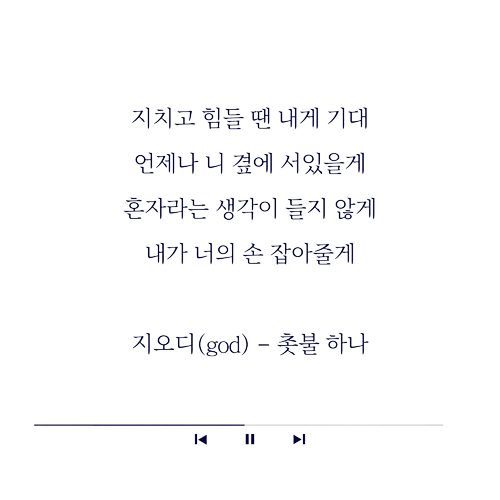 지치고 힘들 땐 내게 기대
언제나 니 곁에 서있을게
혼자라는 생각이 들지 않게
내가 너의 손 잡아줄게
지오디(god) - 촛불 하나